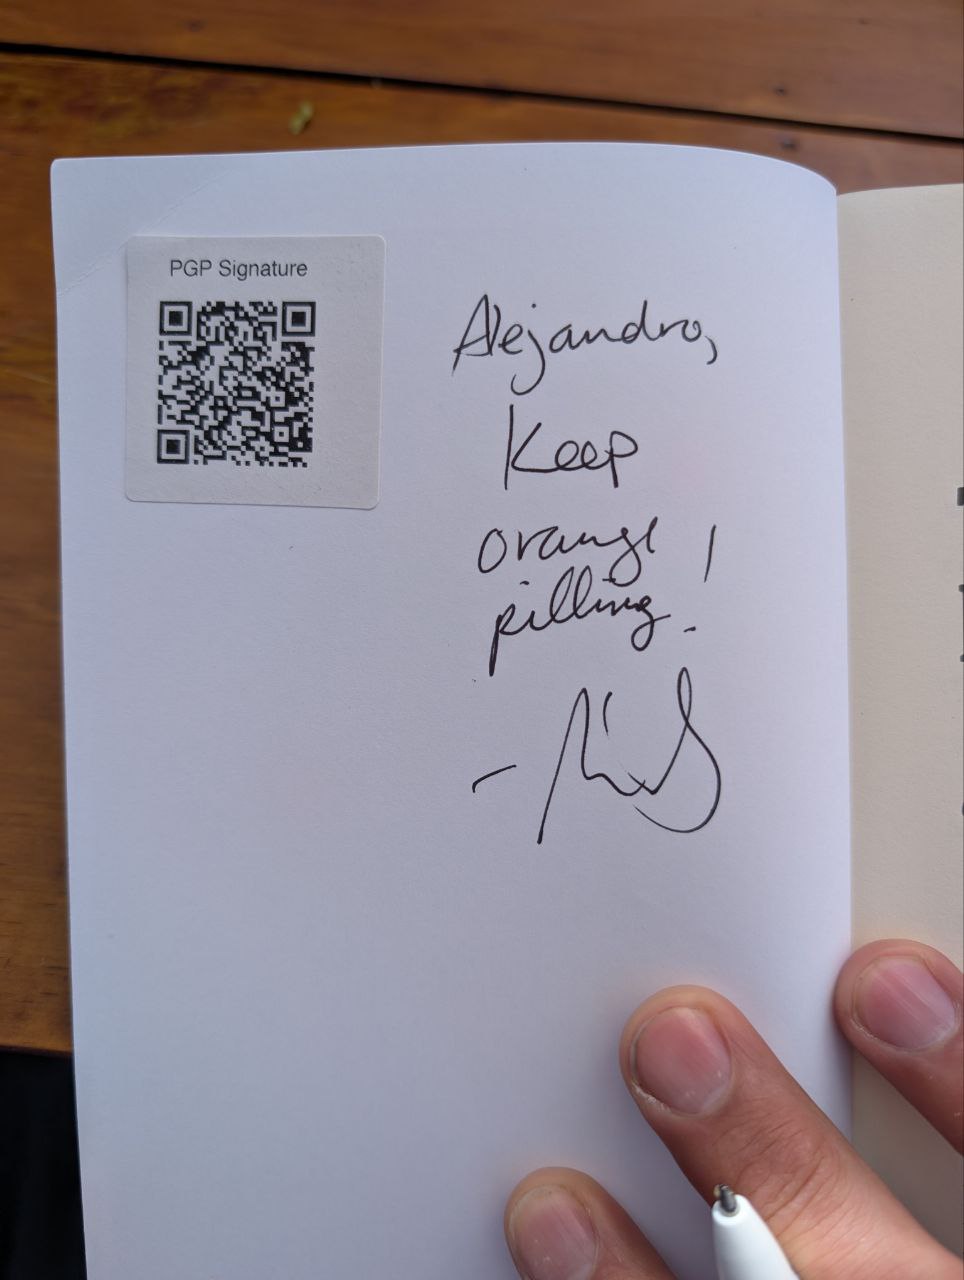 PGP Signature
Alejandro,
Keep
orange
pilling!